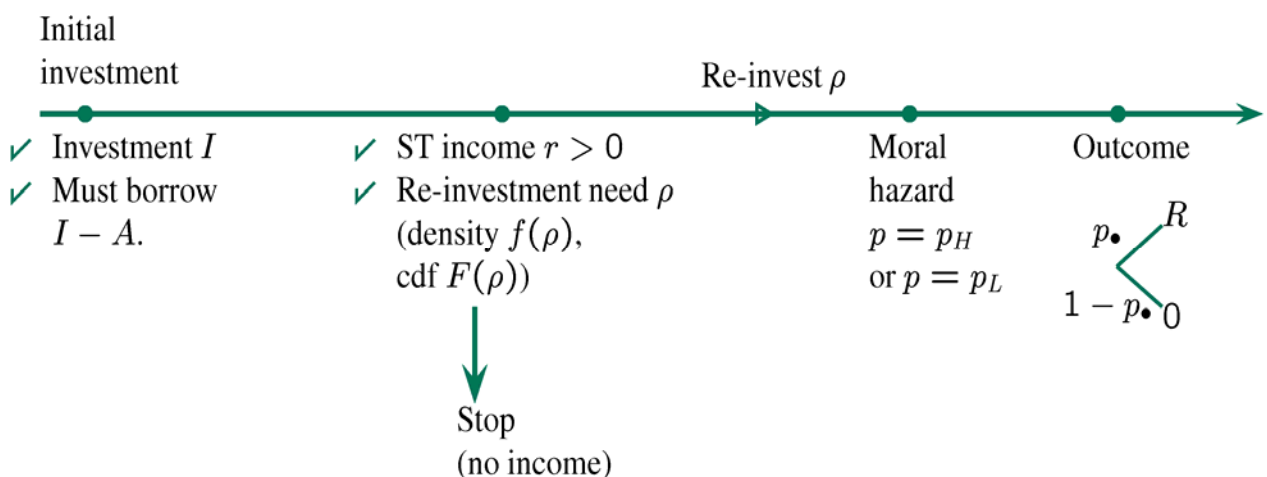 Initial
investment
Re-invest ρ
✓ Investment I
✓ Must borrow
I − A.
✓ ST income r > 0
✓ Re-investment need ρ
(density f(ρ),
cdf F(ρ))
Stop
(no income)
Moral
hazard
p = p_H
or p = p_L
Outcome
p•
R
1 − p•
0